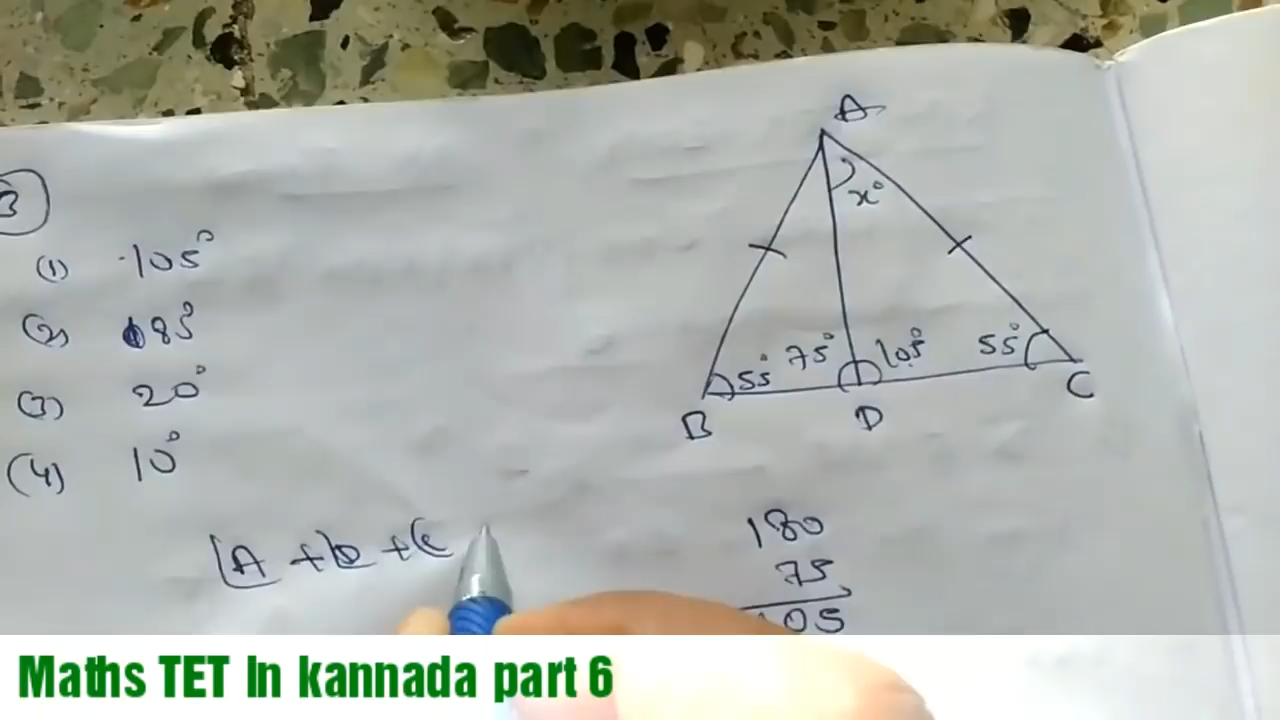 3
(1) 105°
(2) 85°
(3) 20°
(4) 10°
A
x°
55° 75° 105° 55°
B D C
∠A + ∠D + ∠C
180
75
105
Maths TET In kannada part 6